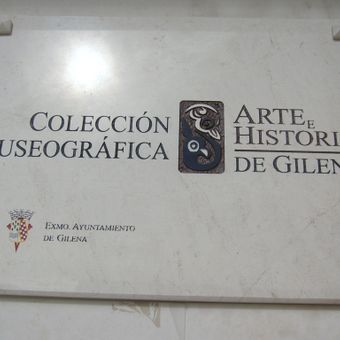 COLECCIÓN
USEOGRÁFICA
ARTE E
HISTORI
DE GILEN
EXMO. AYUNTAMIENTO
DE GILENA